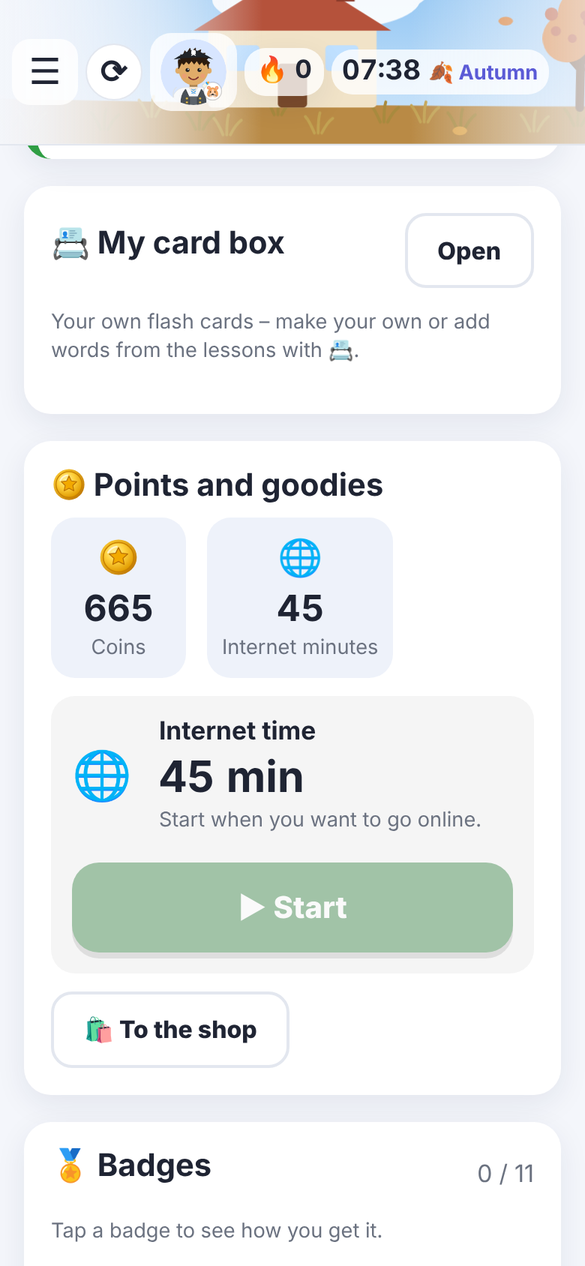 0
07:38 Autumn
My card box
Open
Your own flash cards – make your own or add
words from the lessons with 📇.
Points and goodies
665
Coins
45
Internet minutes
Internet time
45 min
Start when you want to go online.
▶ Start
To the shop
Badges
0 / 11
Tap a badge to see how you get it.